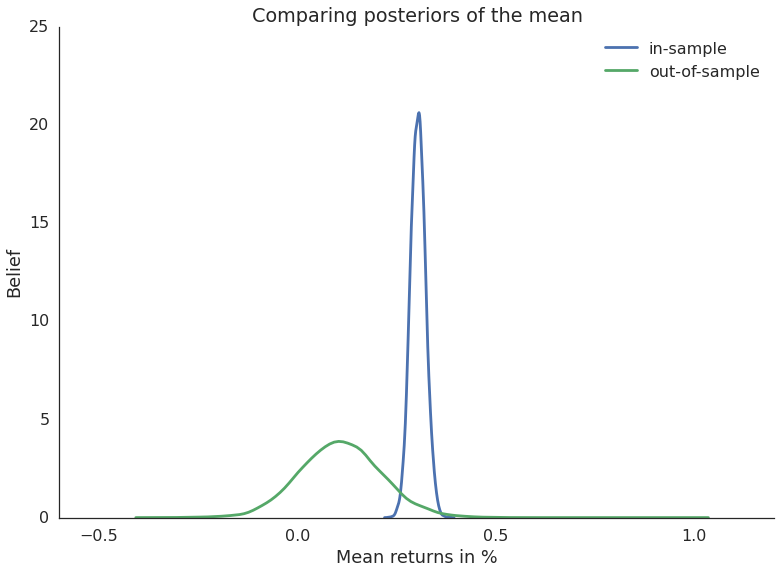 Comparing posteriors of the mean
in-sample
out-of-sample
25
20
15
10
5
0
Belief
−0.5 0.0 0.5 1.0
Mean returns in %